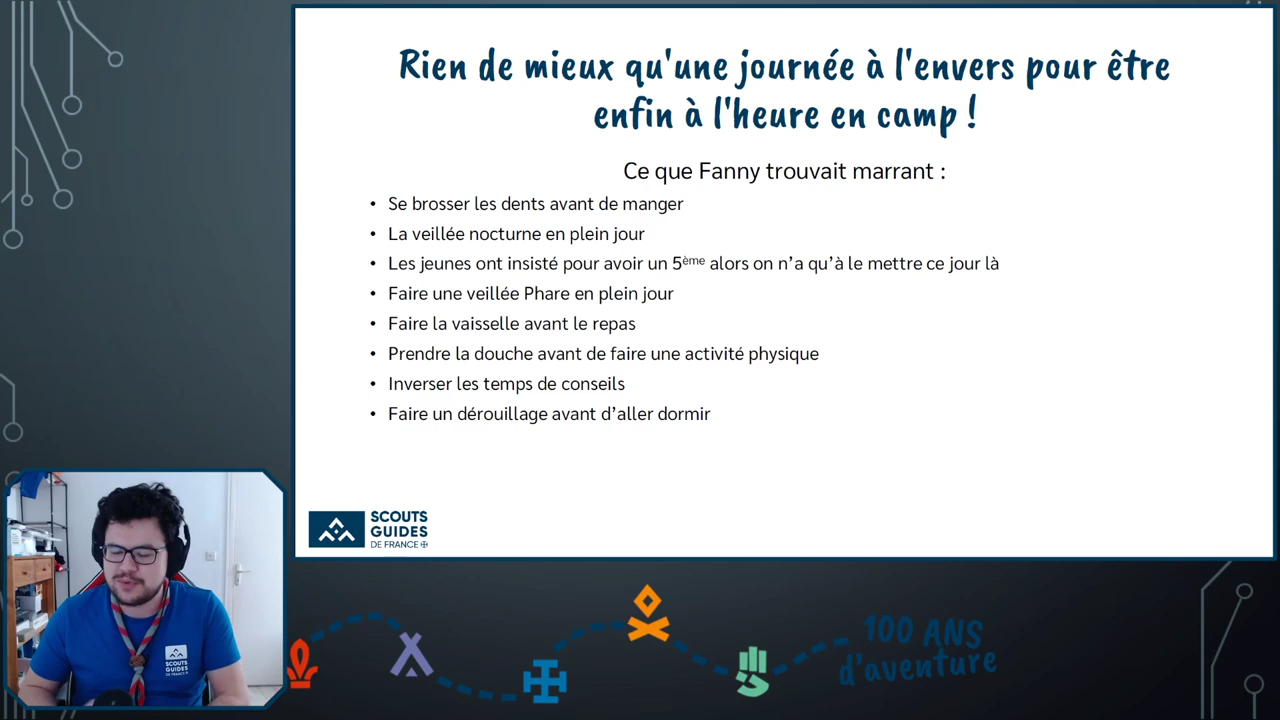 Rien de mieux qu'une journée à l'envers pour être
enfin à l'heure en camp !
Ce que Fanny trouvait marrant :
• Se brosser les dents avant de manger
• La veillée nocturne en plein jour
• Les jeunes ont insisté pour avoir un 5ème alors on n’a qu’à le mettre ce jour là
• Faire une veillée Phare en plein jour
• Faire la vaisselle avant le repas
• Prendre la douche avant de faire une activité physique
• Inverser les temps de conseils
• Faire un dérouillage avant d’aller dormir
SCOUTS
GUIDES
DE FRANCE
100 ANS
d'aventure
SCOUTS
GUIDES